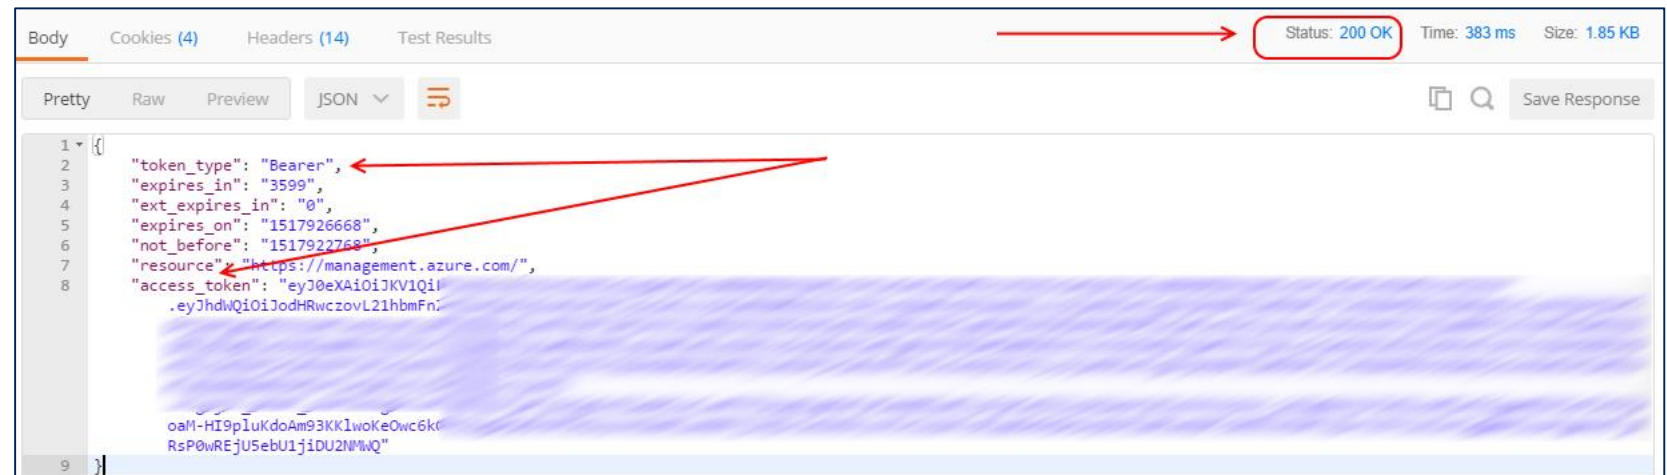 Body Cookies (4) Headers (14) Test Results Status: 200 OK Time: 383 ms Size: 1.85 KB
Pretty Raw Preview JSON Save Response
1 {
2 "token_type": "Bearer",
3 "expires_in": "3599",
4 "ext_expires_in": "0",
5 "expires_on": "1517926668",
6 "not_before": "1517922768",
7 "resource": "https://management.azure.com/",
8 "access_token": "eyJ0eXAiOiJKV1QiL
.eyJhdWQiOiJodHRwczovL21hbmFnZ
oaM-HI9pluKdoAm93KKlwoKeOwc6k
RsP0wREjU5ebU1jiDU2NMWQ"
9 }